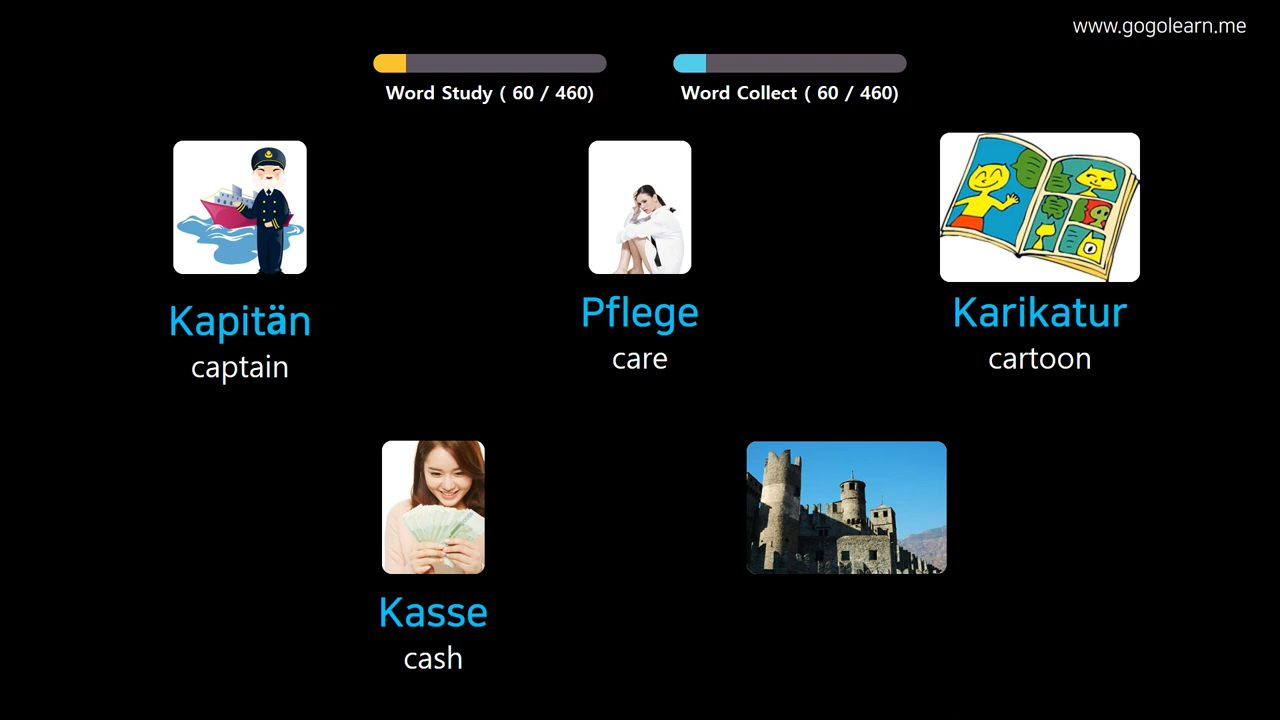 www.gogolearn.me
Word Study ( 60 / 460)
Word Collect ( 60 / 460)
Kapitän
captain
Pflege
care
Karikatur
cartoon
Kasse
cash